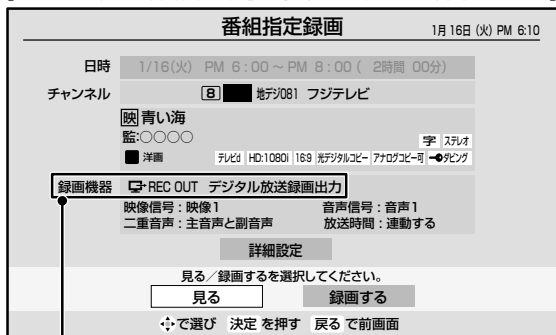 番組指定録画 1月16日(火) PM 6:10
日時 1/16(火) PM 6:00~PM 8:00( 2時間 00分)
チャンネル 8 地デジ081 フジテレビ
映 青い海
監:○○○○
字 ステレオ
洋画 テレビd HD:1080i 16:9 光デジタルコピー アナログコピー可 ダビング
録画機器 REC OUT デジタル放送録画出力
映像信号:映像1 音声信号:音声1
二重音声:主音声と副音声 放送時間:連動する
詳細設定
見る/録画するを選択してください。
見る 録画する
で選び 決定 を押す 戻る で前画面